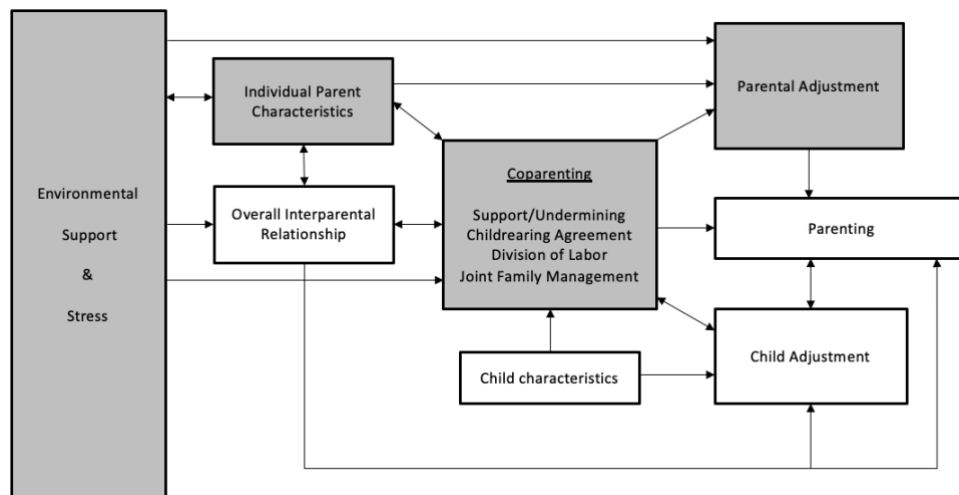 Environmental
Support
&
Stress
Individual Parent
Characteristics
Overall Interparental
Relationship
Coparenting
Support/Undermining
Childrearing Agreement
Division of Labor
Joint Family Management
Child characteristics
Parental Adjustment
Parenting
Child Adjustment